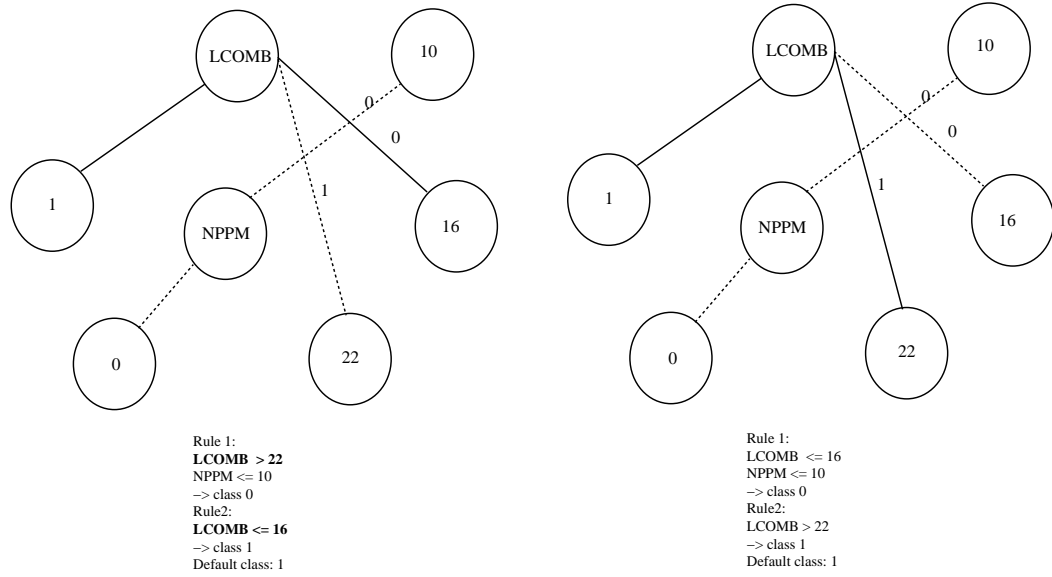 LCOMB
10
0
0
1
1
NPPM
16
0
22
Rule 1:
LCOMB > 22
NPPM <= 10
−> class 0
Rule2:
LCOMB <= 16
−> class 1
Default class: 1
LCOMB
10
0
0
1
1
NPPM
16
0
22
Rule 1:
LCOMB <= 16
NPPM <= 10
−> class 0
Rule2:
LCOMB > 22
−> class 1
Default class: 1